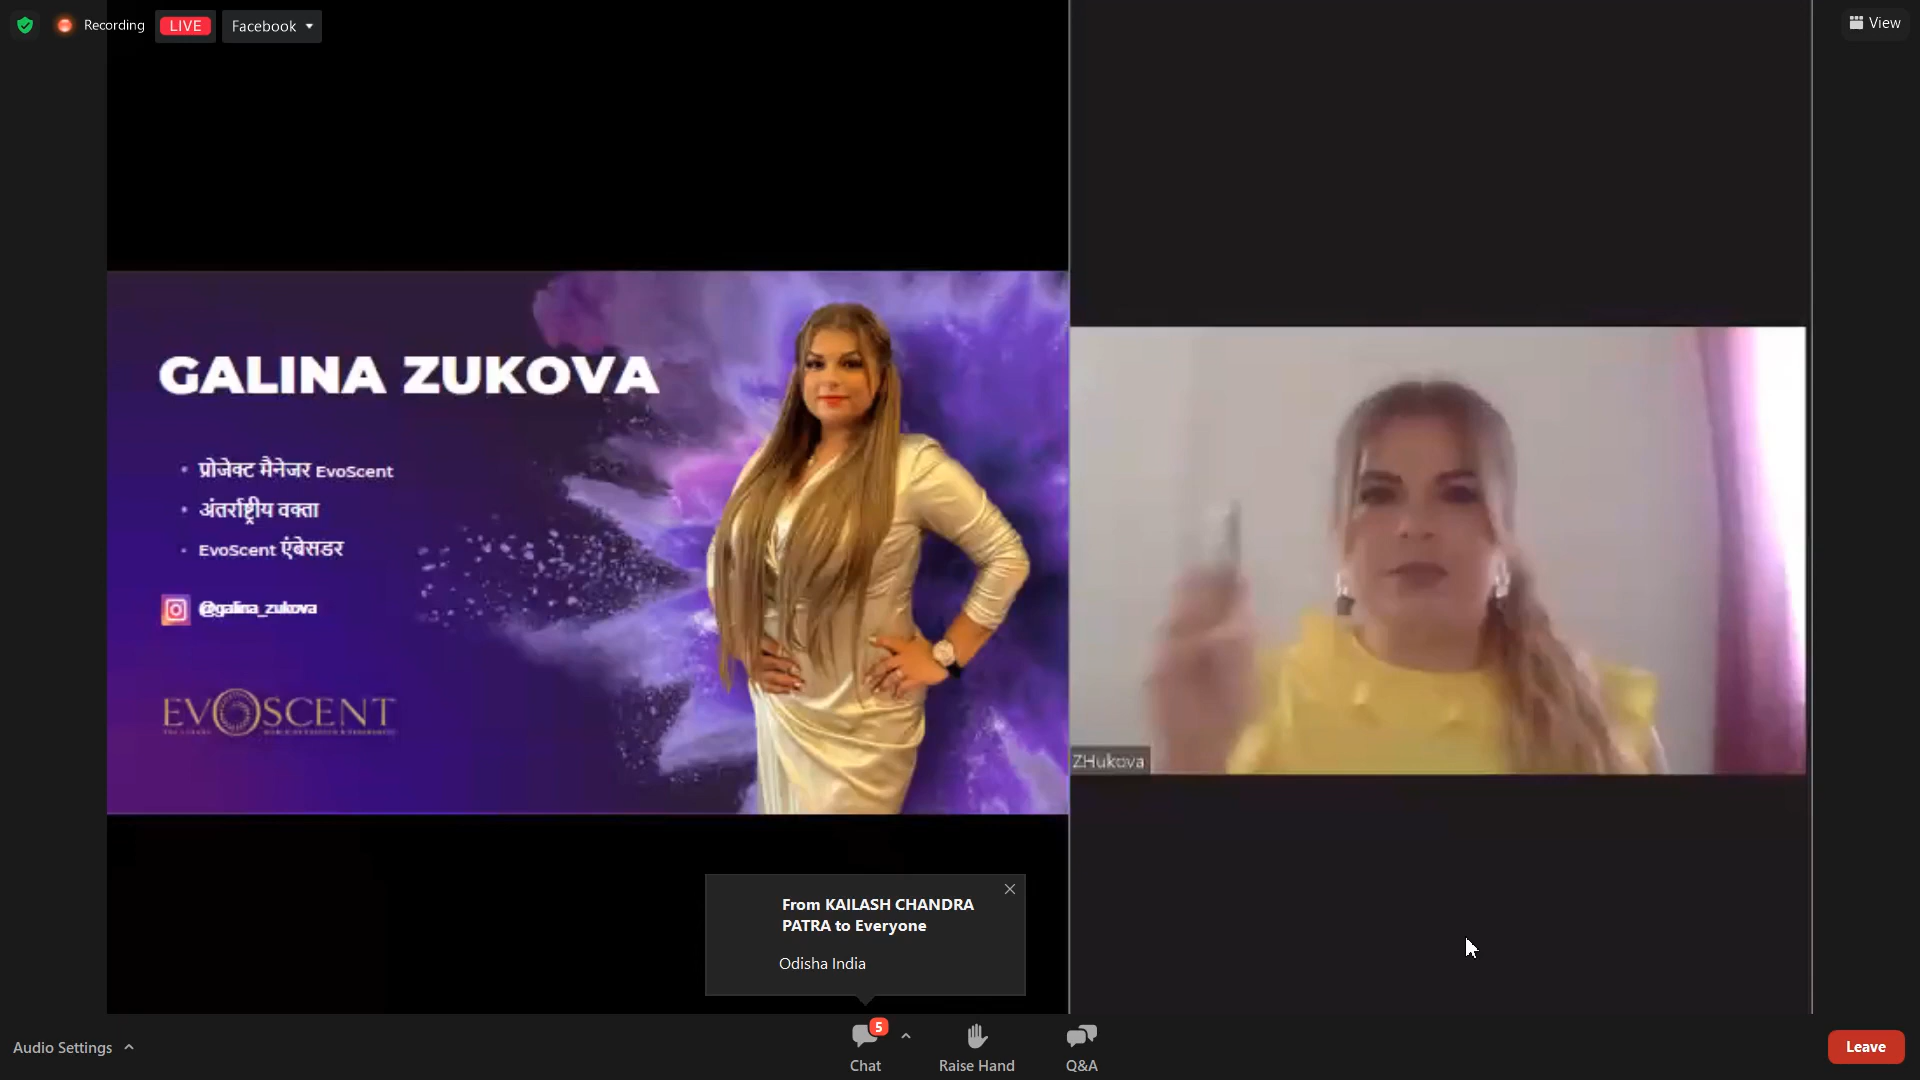 Recording
LIVE
Facebook
View
GALINA ZUKOVA
• प्रोजेक्ट मैनेजर EvoScent
• अंतर्राष्ट्रीय वक्ता
• EvoScent एंबेसडर
@galina_zukova
EVOSCENT
ZHukova
From KAILASH CHANDRA
PATRA to Everyone
Odisha India
Audio Settings
5
Chat
Raise Hand
Q&A
Leave